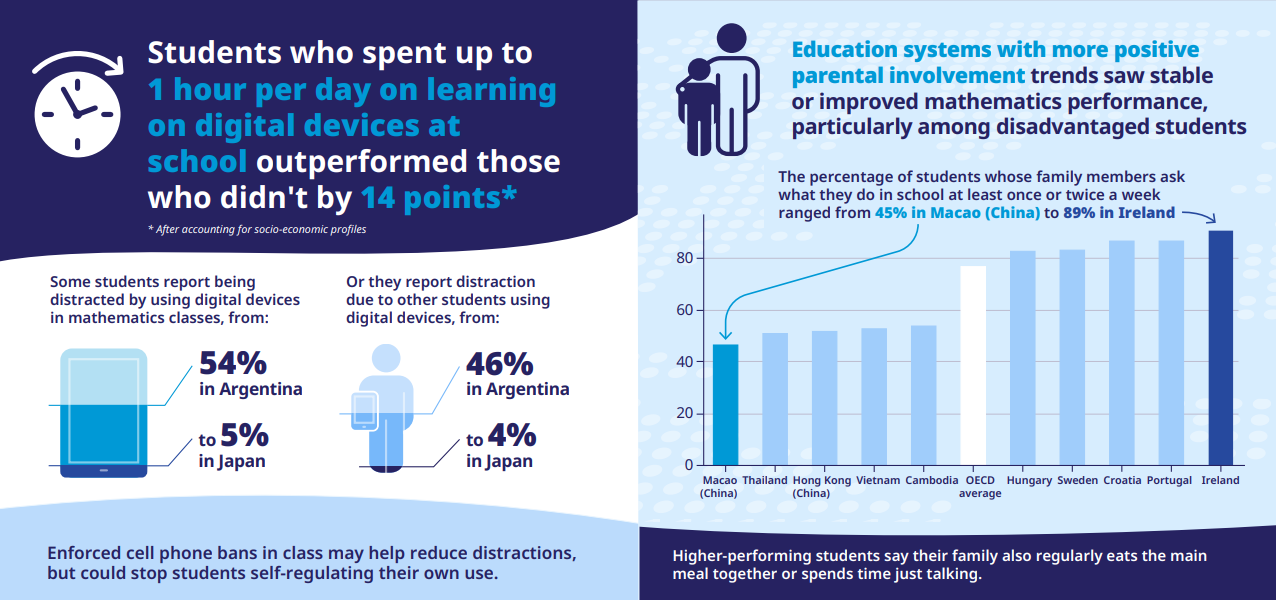 Students who spent up to
1 hour per day on learning
on digital devices at
school outperformed those
who didn't by 14 points*
* After accounting for socio-economic profiles
Some students report being
distracted by using digital devices
in mathematics classes, from:
54%
in Argentina
to 5%
in Japan
Or they report distraction
due to other students using
digital devices, from:
46%
in Argentina
to 4%
in Japan
Enforced cell phone bans in class may help reduce distractions,
but could stop students self-regulating their own use.
Education systems with more positive
parental involvement trends saw stable
or improved mathematics performance,
particularly among disadvantaged students
The percentage of students whose family members ask
what they do in school at least once or twice a week
ranged from 45% in Macao (China) to 89% in Ireland
80
60
40
20
0
Macao
(China)
Thailand
Hong Kong
(China)
Vietnam
Cambodia
OECD
average
Hungary
Sweden
Croatia
Portugal
Ireland
Higher-performing students say their family also regularly eats the main
meal together or spends time just talking.